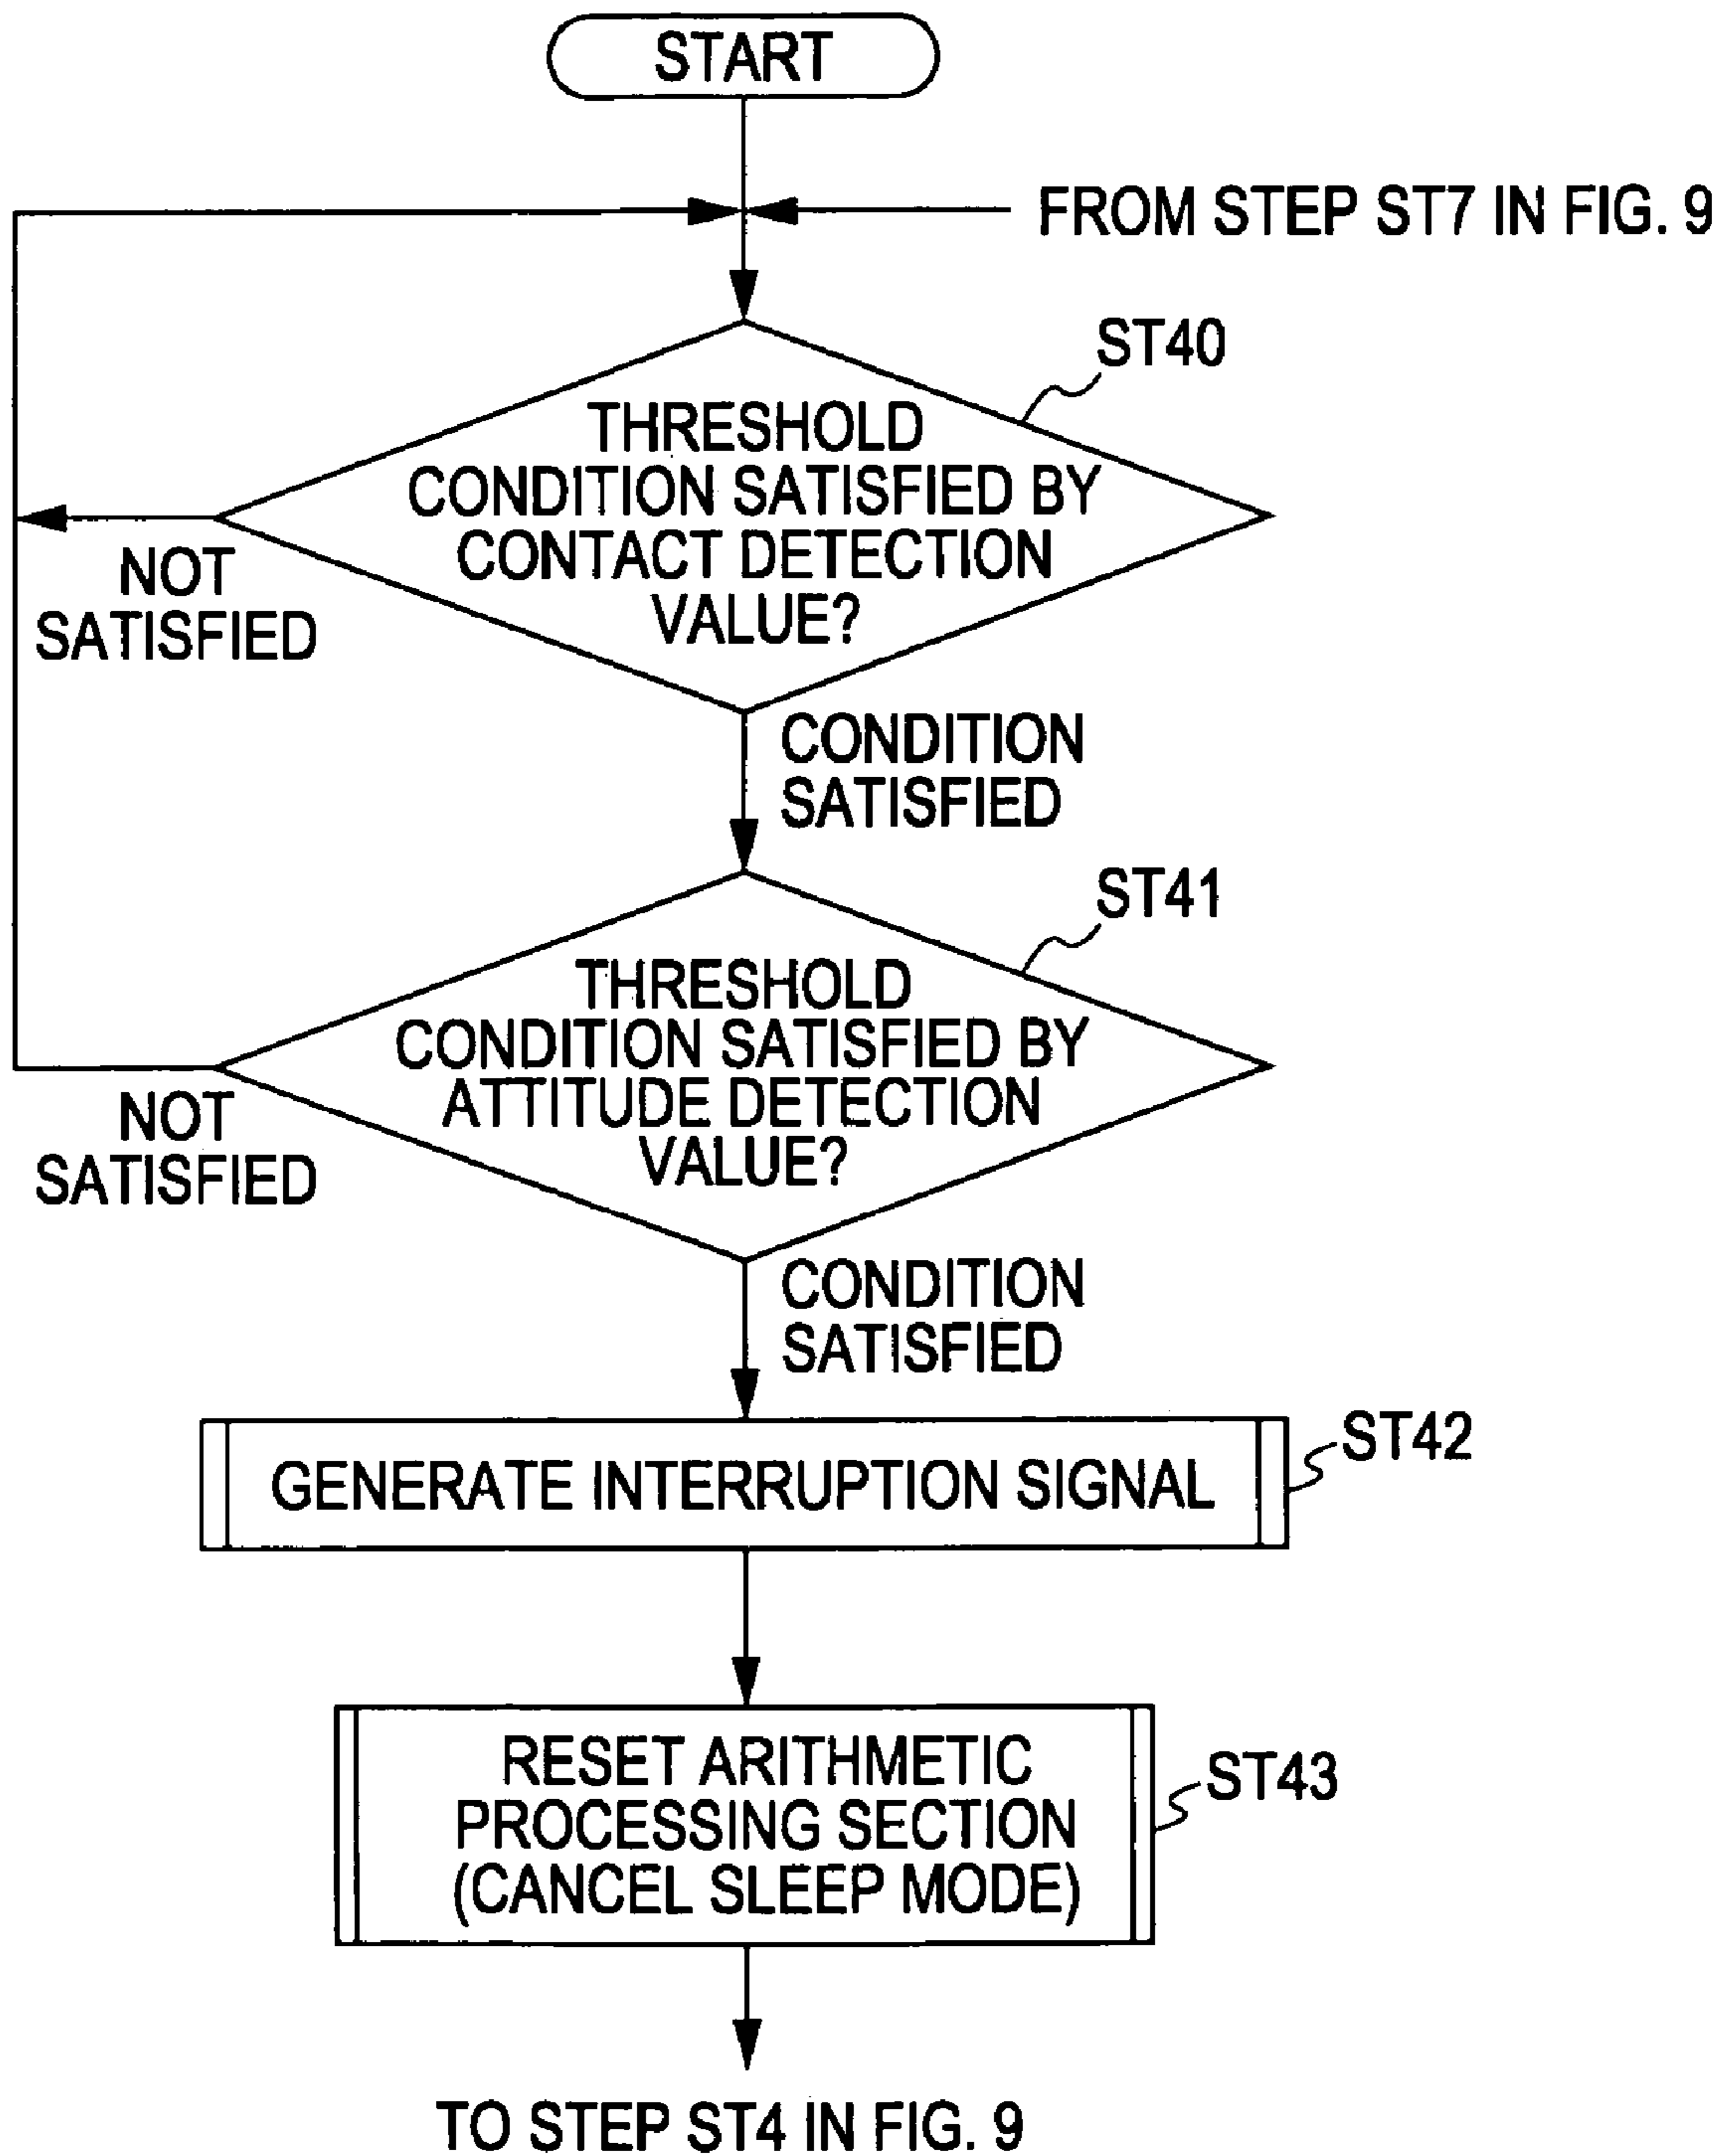 START
FROM STEP ST7 IN FIG. 9
ST40
THRESHOLD
CONDITION SATISFIED BY
CONTACT DETECTION
VALUE?
NOT
SATISFIED
CONDITION
SATISFIED
ST41
THRESHOLD
CONDITION SATISFIED BY
ATTITUDE DETECTION
VALUE?
NOT
SATISFIED
CONDITION
SATISFIED
ST42
GENERATE INTERRUPTION SIGNAL
RESET ARITHMETIC
PROCESSING SECTION
(CANCEL SLEEP MODE)
ST43
TO STEP ST4 IN FIG. 9